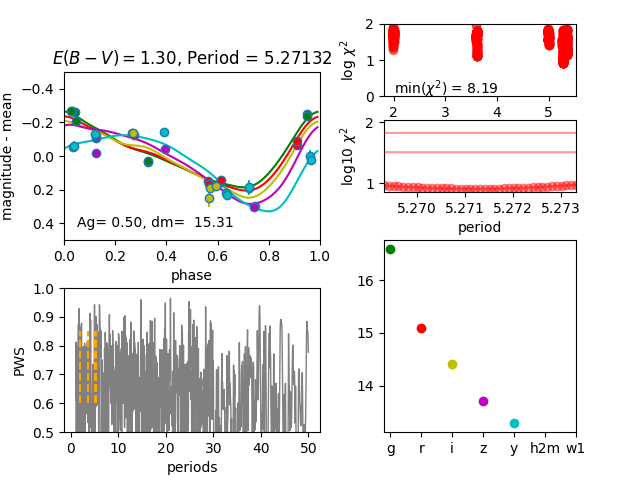 E(B − V) = 1.30, Period = 5.27132
−0.4
−0.2
0.0
0.2
0.4
magnitude - mean
Ag= 0.50, dm=  15.31
0.0 0.2 0.4 0.6 0.8 1.0
phase
2
1
0
log χ²
min(χ²) = 8.19
2 3 4 5
2
1
log10 χ²
5.270 5.271 5.272 5.273
period
1.0
0.9
0.8
0.7
0.6
0.5
PWS
0 10 20 30 40 50
periods
16
15
14
g r i z y h2m w1